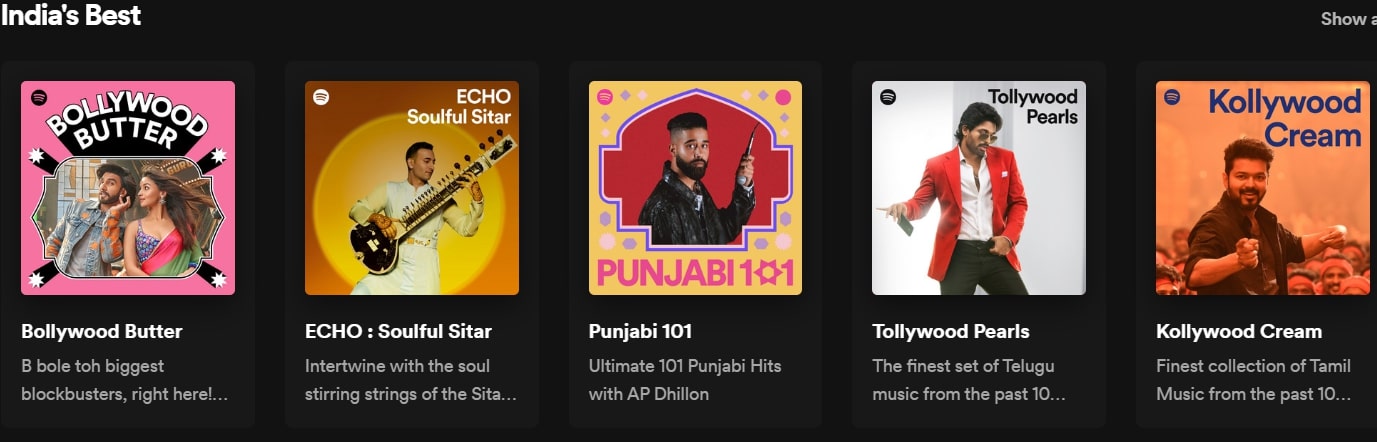 India's Best
Show
BOLLYWOOD
BUTTER
ECHO
Soulful Sitar
PUNJABI 101
Tollywood
Pearls
Kollywood
Cream
Bollywood Butter
B bole toh biggest
blockbusters, right here!...
ECHO : Soulful Sitar
Intertwine with the soul
stirring strings of the Sita...
Punjabi 101
Ultimate 101 Punjabi Hits
with AP Dhillon
Tollywood Pearls
The finest set of Telugu
music from the past 10...
Kollywood Cream
Finest collection of Tamil
Music from the past 10...